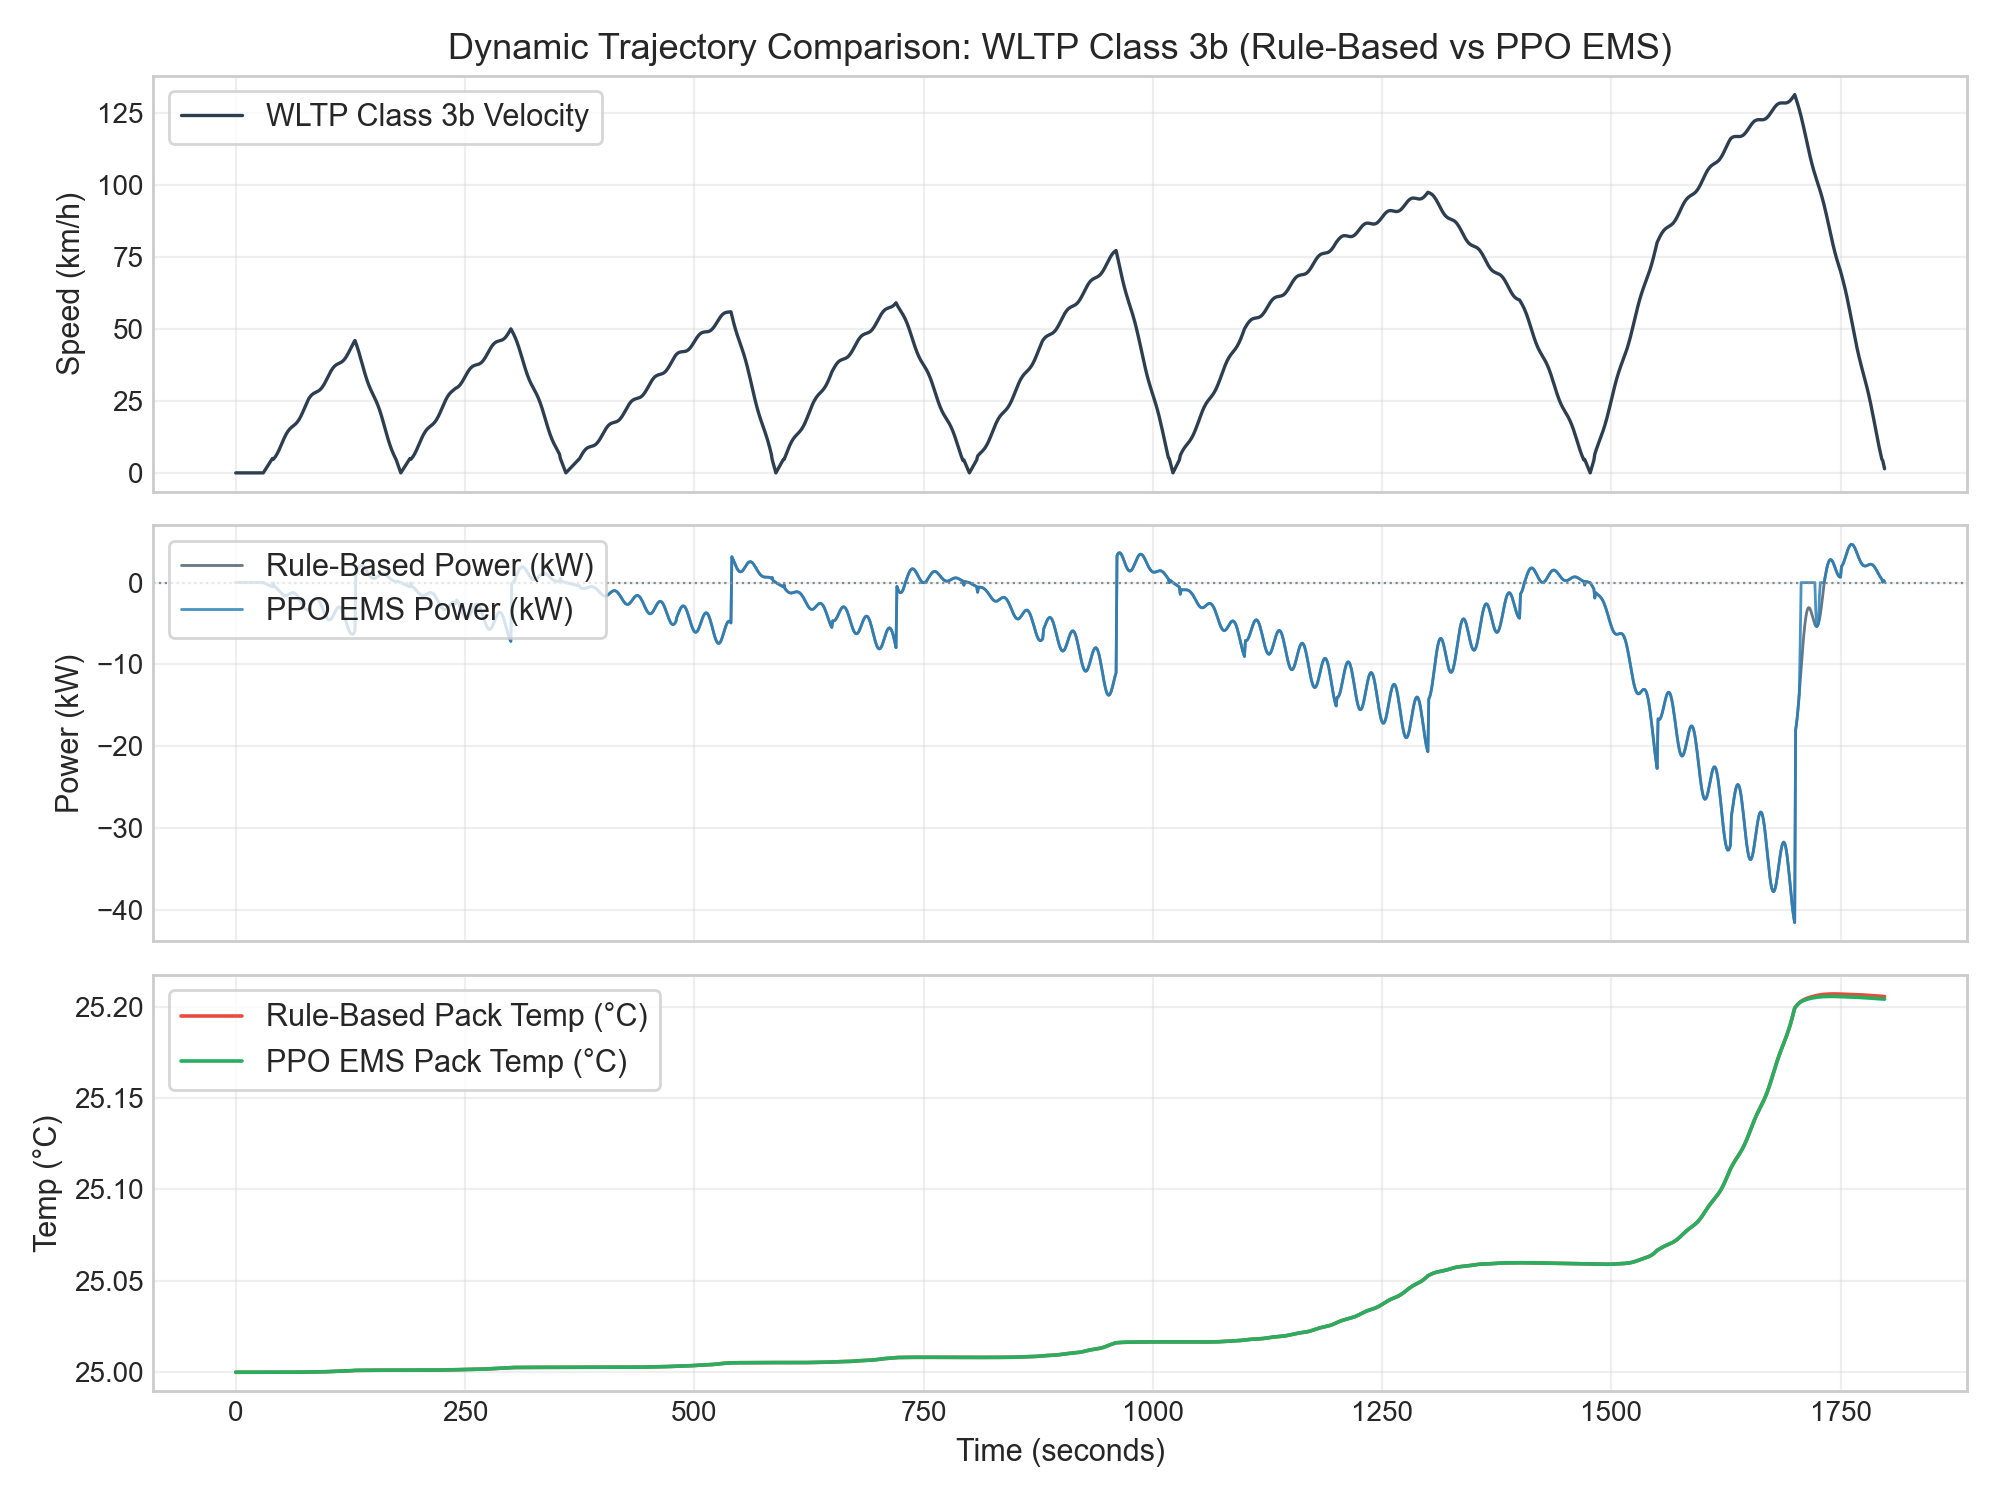 Dynamic Trajectory Comparison: WLTP Class 3b (Rule-Based vs PPO EMS)
WLTP Class 3b Velocity
Speed (km/h)
125
100
75
50
25
0
Rule-Based Power (kW)
PPO EMS Power (kW)
Power (kW)
0
−10
−20
−30
−40
Rule-Based Pack Temp (°C)
PPO EMS Pack Temp (°C)
Temp (°C)
25.20
25.15
25.10
25.05
25.00
0 250 500 750 1000 1250 1500 1750
Time (seconds)